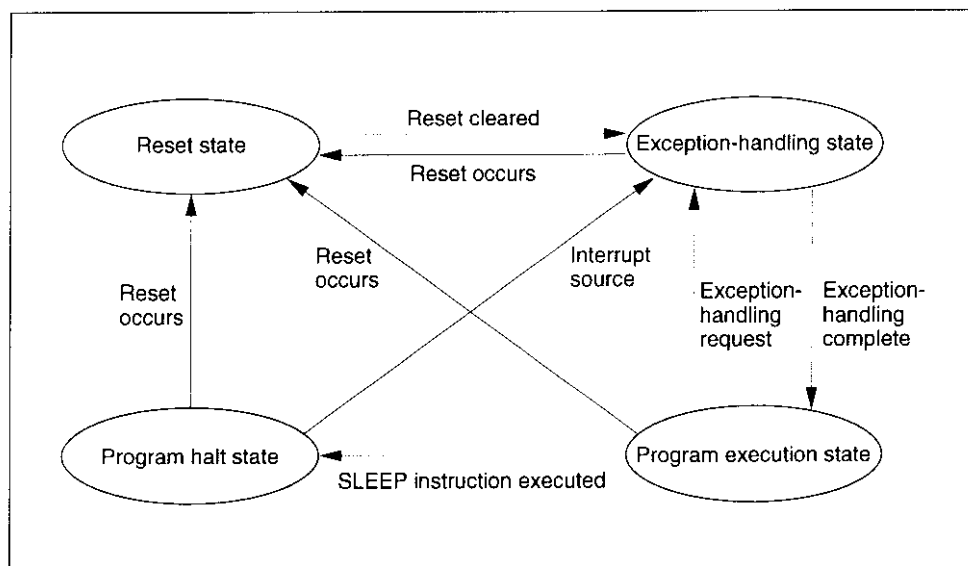 Reset cleared
Reset state
Exception-handling state
Reset occurs
Reset
occurs
Reset
occurs
Interrupt
source
Exception-
handling
request
Exception-
handling
complete
Program halt state
Program execution state
SLEEP instruction executed